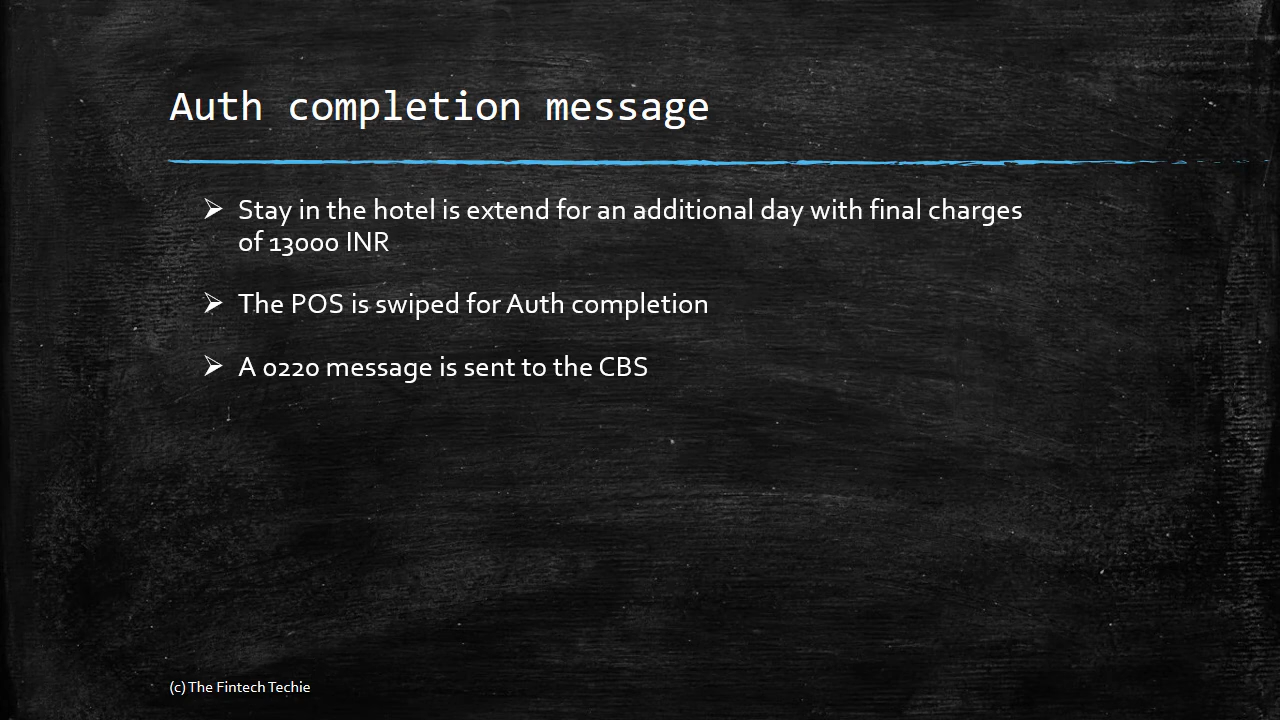 Auth completion message
➢ Stay in the hotel is extend for an additional day with final charges
of 13000 INR
➢ The POS is swiped for Auth completion
➢ A 0220 message is sent to the CBS
(c) The Fintech Techie